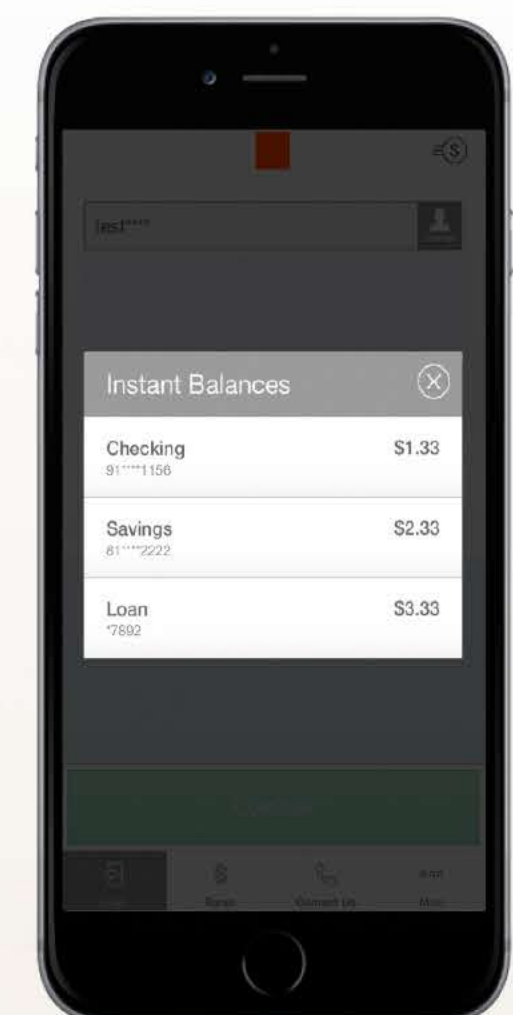 test****
Instant Balances
Checking
$1.33
91****1156
Savings
$2.33
81****2222
Loan
$3.33
*7892
Contact Us
More